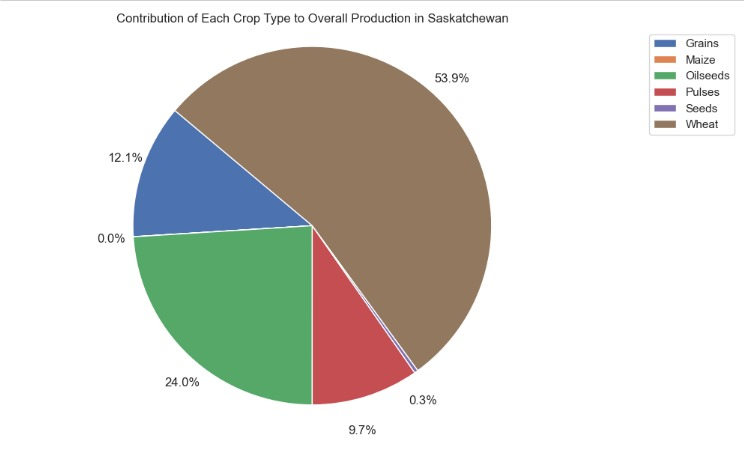 Contribution of Each Crop Type to Overall Production in Saskatchewan
Grains
Maize
Oilseeds
Pulses
Seeds
Wheat
53.9%
12.1%
0.0%
24.0%
0.3%
9.7%